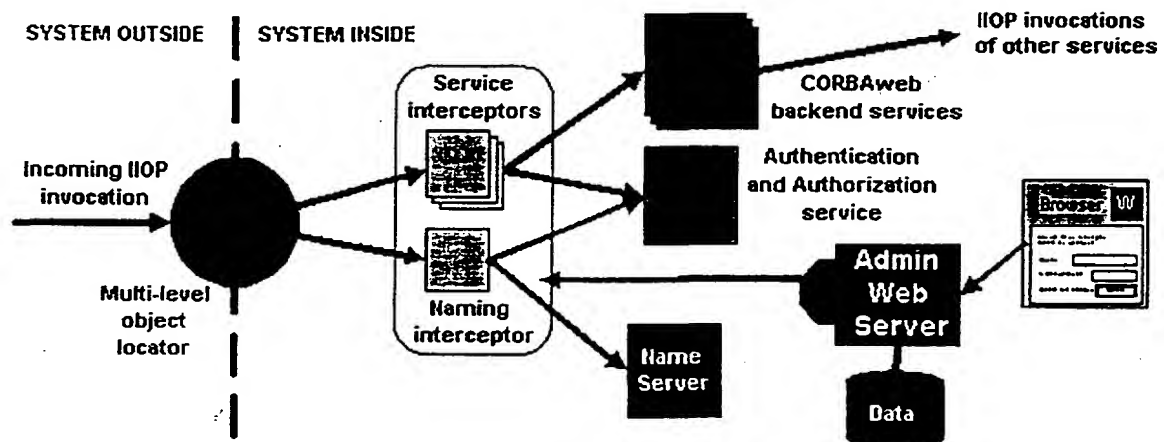 SYSTEM OUTSIDE
SYSTEM INSIDE
IIOP invocations
of other services
Service
interceptors
CORBAweb
backend services
Incoming IIOP
invocation
Authentication
and Authorization
service
Browser
W
Multi-level
object
locator
Naming
interceptor
Admin
Web
Server
Name
Server
Data